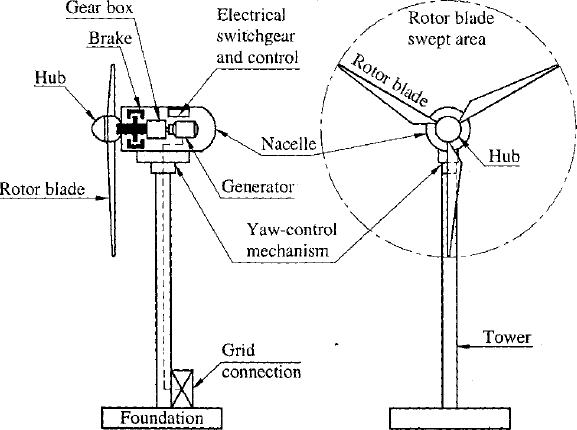 Gear box
Electrical
switchgear
and control
Brake
Hub
Rotor blade
swept area
Rotor blade
Nacelle
Hub
Rotor blade
Generator
Yaw-control
mechanism
Tower
Grid
connection
Foundation